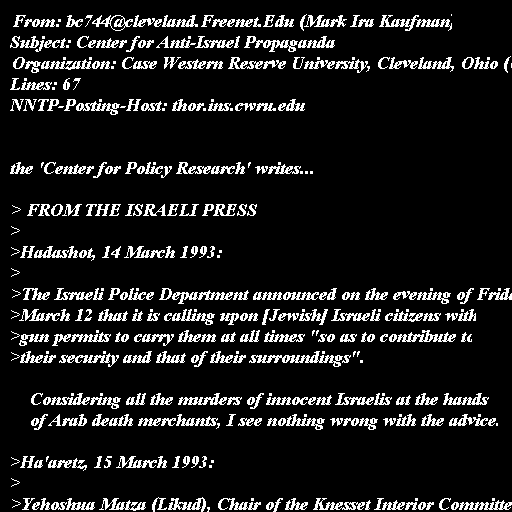 From: bc744@cleveland.Freenet.Edu (Mark Ira Kaufman)
Subject: Center for Anti-Israel Propaganda
Organization: Case Western Reserve University, Cleveland, Ohio
Lines: 67
NNTP-Posting-Host: thor.ins.cwru.edu
the 'Center for Policy Research' writes...
> FROM THE ISRAELI PRESS
>
>Hadashot, 14 March 1993:
>
>The Israeli Police Department announced on the evening of
>March 12 that it is calling upon [Jewish] Israeli citizens with
>gun permits to carry them at all times "so as to contribute to
>their security and that of their surroundings".
Considering all the murders of innocent Israelis at the hands
of Arab death merchants, I see nothing wrong with the advice.
>Ha'aretz, 15 March 1993:
>
>Yehoshua Matza (Likud), Chair of the Knesset Interior